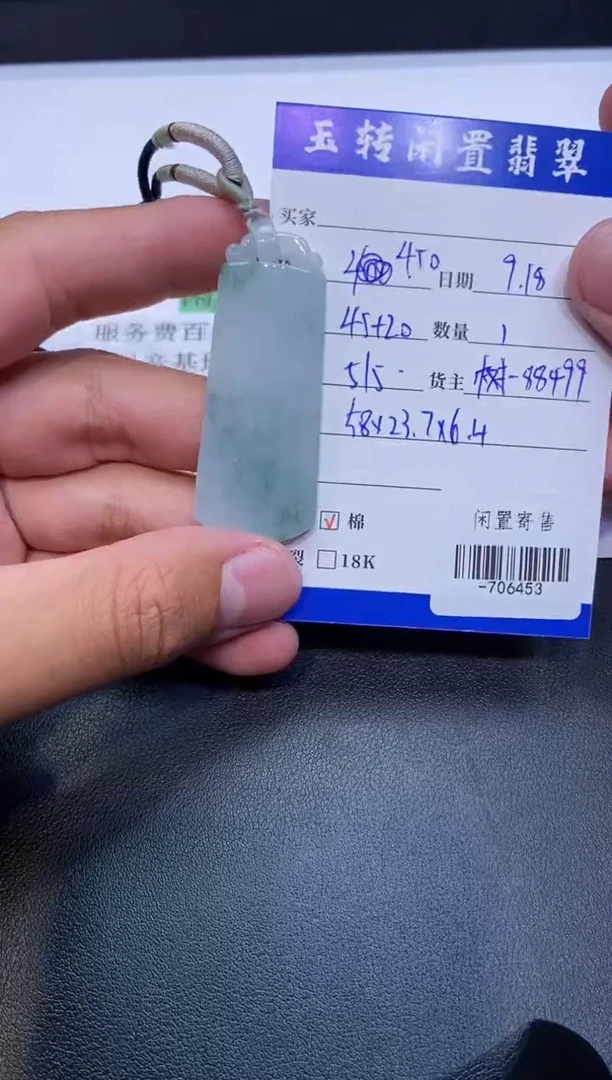 玉转闲置翡翠
买家
450 日期 9.18
45+20 数量 1
515 货主 树-88499
58×23.7×6.4
服务费百
☑ 棉 闲置寄售
裂 ☐ 18K
-706453